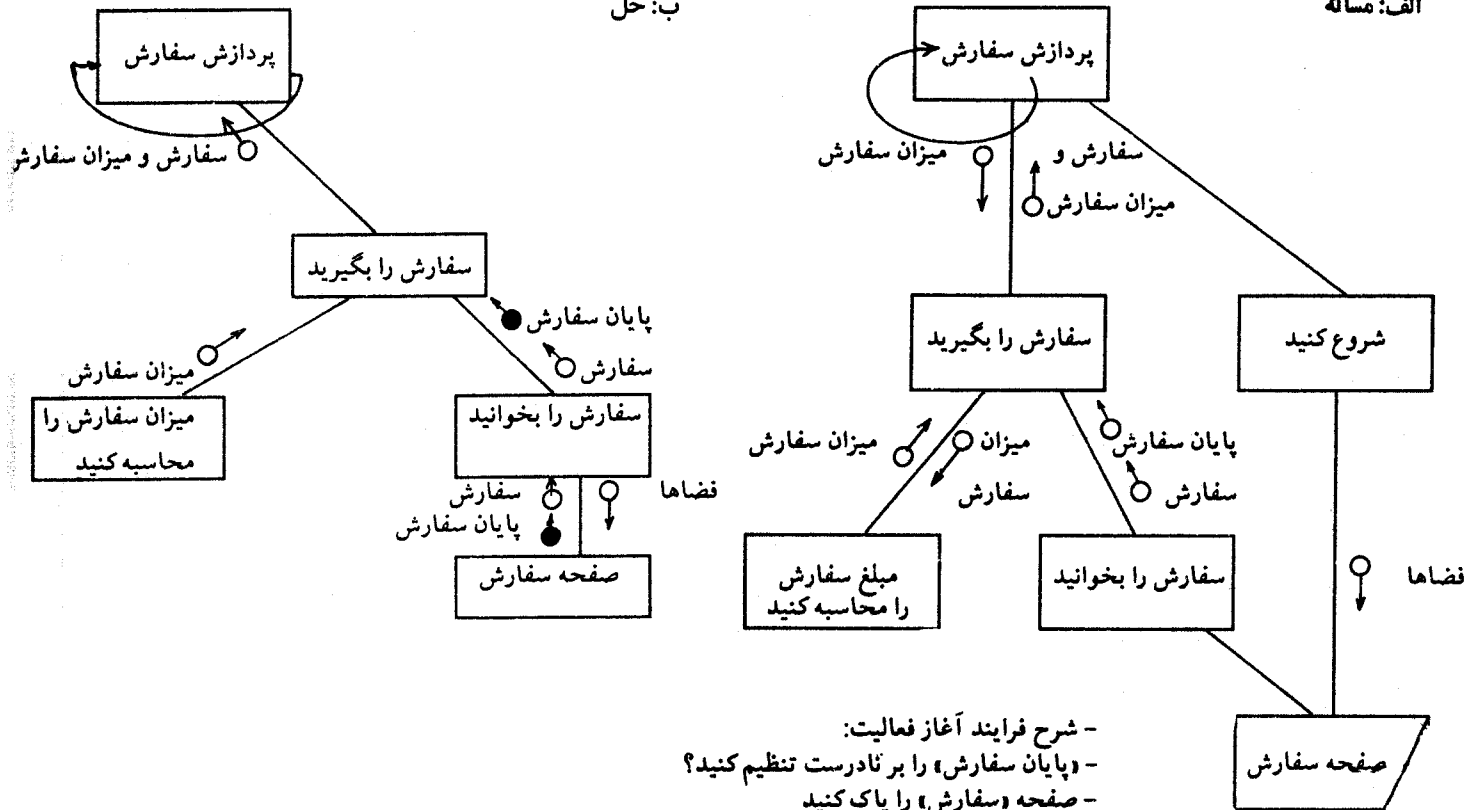 الف: مساله
پردازش سفارش
میزان سفارش
سفارش و
میزان سفارش
سفارش را بگیرید
شروع کنید
میزان سفارش
میزان
سفارش
پایان سفارش
سفارش
مبلغ سفارش
را محاسبه کنید
سفارش را بخوانید
فضاها
صفحه سفارش
- شرح فرایند آغاز فعالیت:
- «پایان سفارش» را بر نادرست تنظیم کنید؟
- صفحه «سفارش» را پاک کنید
ب: حل
پردازش سفارش
سفارش و میزان سفارش
سفارش را بگیرید
پایان سفارش
سفارش
میزان سفارش
میزان سفارش را
محاسبه کنید
سفارش را بخوانید
سفارش
پایان سفارش
فضاها
صفحه سفارش